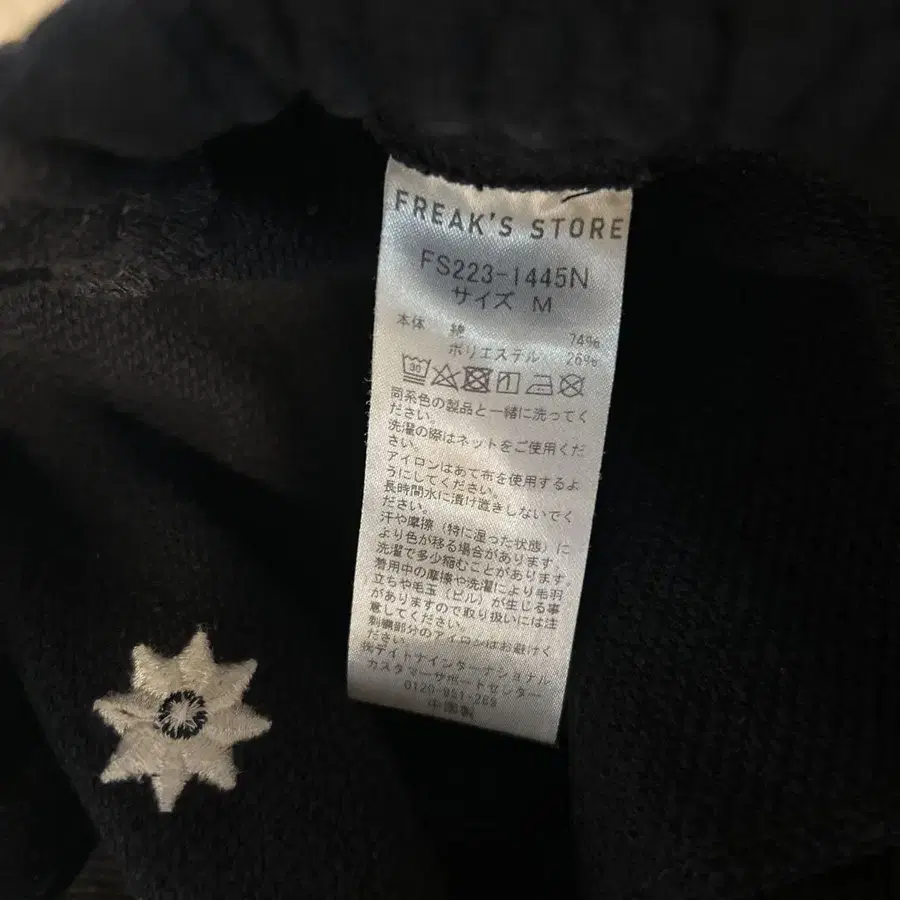 FREAK'S STORE
FS223-1445N
サイズ M
本体 綿 74%
ポリエステル 26%
30
同系色の製品と一緒に洗ってく
ださい。
洗濯の際はネットをご使用くだ
さい。
アイロンはあて布を使用するよ
うにしてください。
長時間水に漬け置きしないでく
ださい。
汗や摩擦(特に湿った状態)に
より色が移る場合があります。
洗濯で多少縮むことがあります。
着用中の摩擦や洗濯により毛羽
立ちや毛玉(ピル)が生じる事
がありますので取り扱いには注
意してください。
刺繍部分のアイロンはお避けく
ださい。
㈱デイトナインターナショナル
カスタマーサポートセンター
0120-951-269
中国製